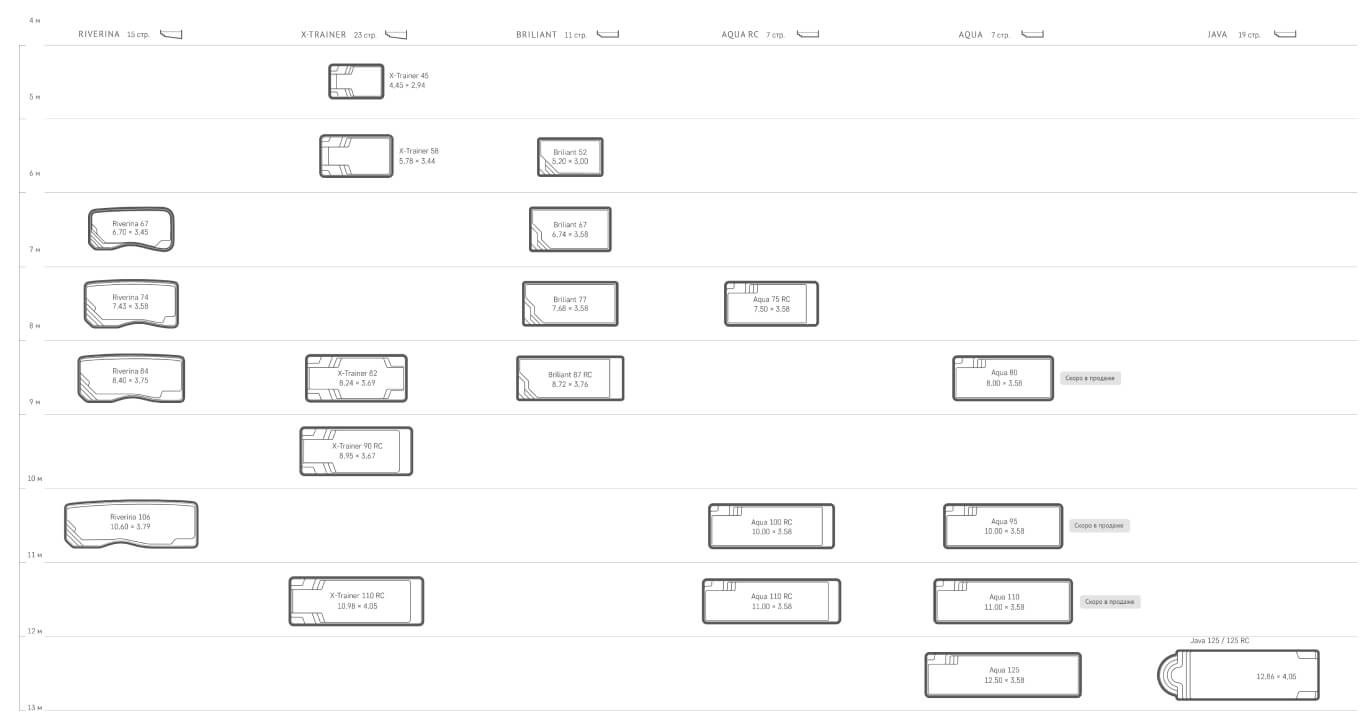 4 м
RIVERINA 15 стр.
X-TRAINER 23 стр.
BRILIANT 11 стр.
AQUA RC 7 стр.
AQUA 7 стр.
JAVA 19 стр.
X-Trainer 45
4,45 × 2,94
5 м
X-Trainer 58
5,78 × 3,44
Briliant 52
5,20 × 3,00
6 м
Riverina 67
6,70 × 3,45
Briliant 67
6,74 × 3,58
7 м
Riverina 74
7,43 × 3,58
Briliant 77
7,68 × 3,58
Aqua 75 RC
7,50 × 3,58
8 м
Riverina 84
8,40 × 3,75
X-Trainer 82
8,24 × 3,69
Briliant 87 RC
8,72 × 3,76
Aqua 80
8,00 × 3,58
Скоро в продаже
9 м
X-Trainer 90 RC
8,95 × 3,67
10 м
Riverina 106
10,60 × 3,79
Aqua 100 RC
10,00 × 3,58
Aqua 95
10,00 × 3,58
Скоро в продаже
11 м
X-Trainer 110 RC
10,98 × 4,05
Aqua 110 RC
11,00 × 3,58
Aqua 110
11,00 × 3,58
Скоро в продаже
12 м
Java 125 / 125 RC
Aqua 125
12,50 × 3,58
12,86 × 4,05
13 м